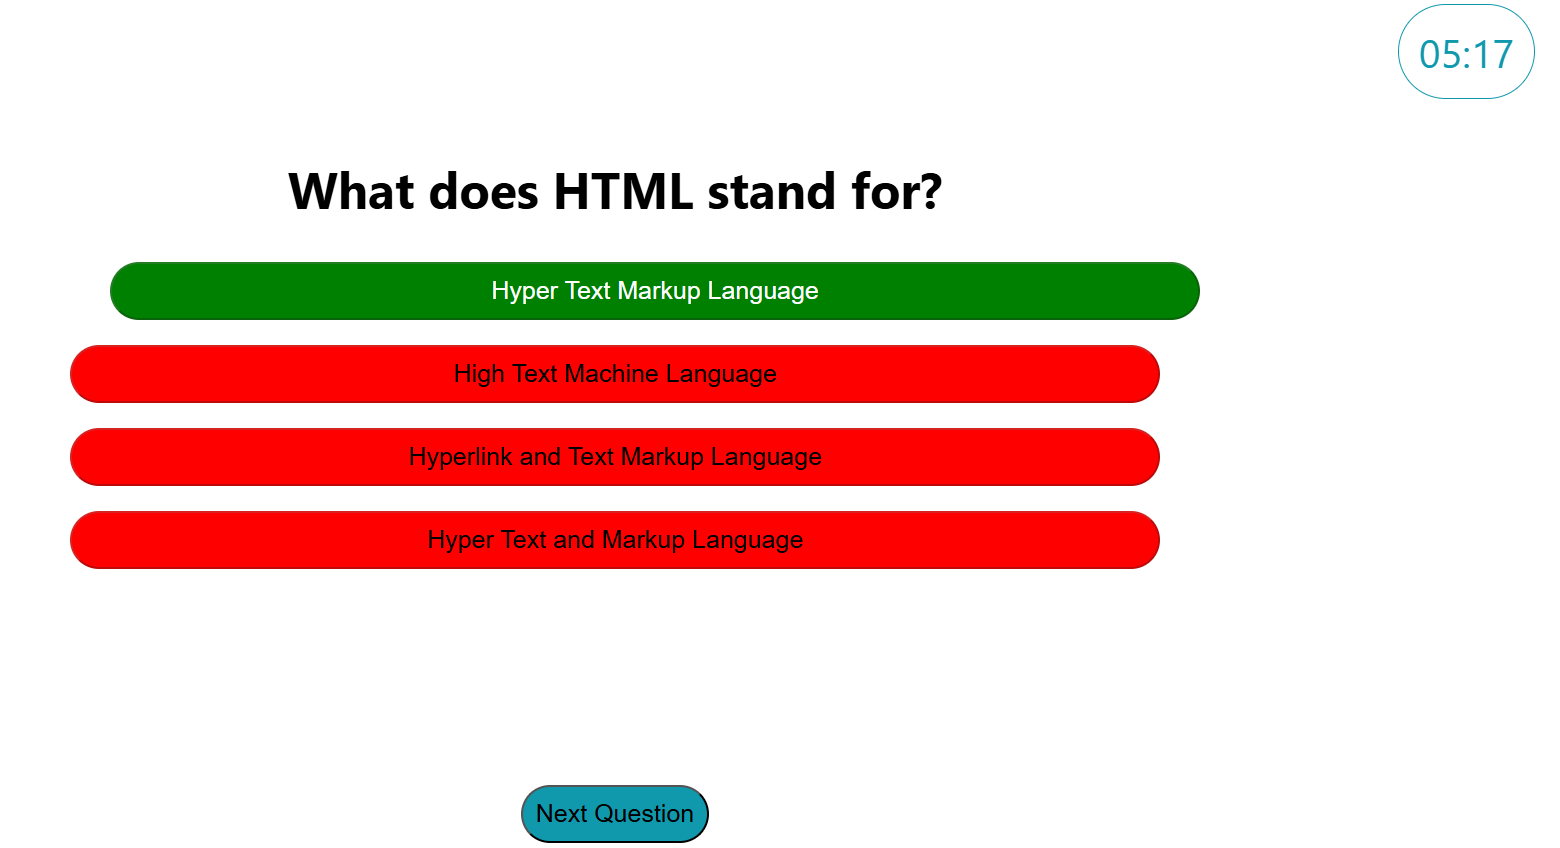 05:17
What does HTML stand for?
Hyper Text Markup Language
High Text Machine Language
Hyperlink and Text Markup Language
Hyper Text and Markup Language
Next Question